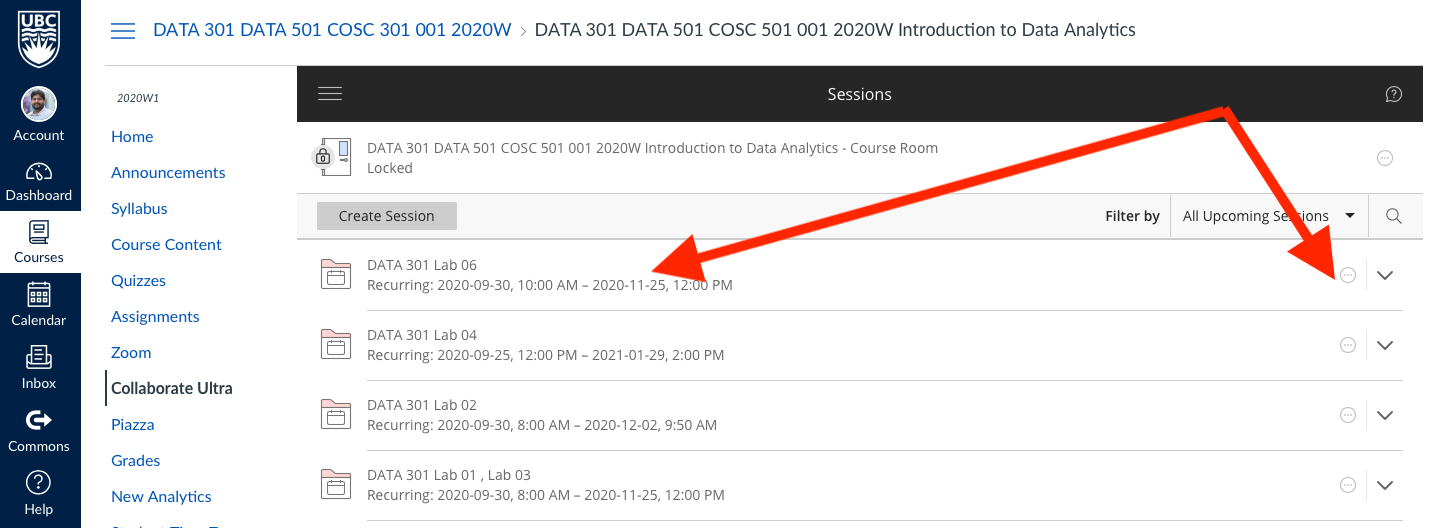 UBC
Account
Dashboard
Courses
Calendar
Inbox
Commons
Help
DATA 301 DATA 501 COSC 301 001 2020W › DATA 301 DATA 501 COSC 501 001 2020W Introduction to Data Analytics
2020W1
Home
Announcements
Syllabus
Course Content
Quizzes
Assignments
Zoom
Collaborate Ultra
Piazza
Grades
New Analytics
Sessions
DATA 301 DATA 501 COSC 501 001 2020W Introduction to Data Analytics - Course Room
Locked
Create Session
Filter by
All Upcoming Sessions
DATA 301 Lab 06
Recurring: 2020-09-30, 10:00 AM – 2020-11-25, 12:00 PM
DATA 301 Lab 04
Recurring: 2020-09-25, 12:00 PM – 2021-01-29, 2:00 PM
DATA 301 Lab 02
Recurring: 2020-09-30, 8:00 AM – 2020-12-02, 9:50 AM
DATA 301 Lab 01 , Lab 03
Recurring: 2020-09-30, 8:00 AM – 2020-11-25, 12:00 PM